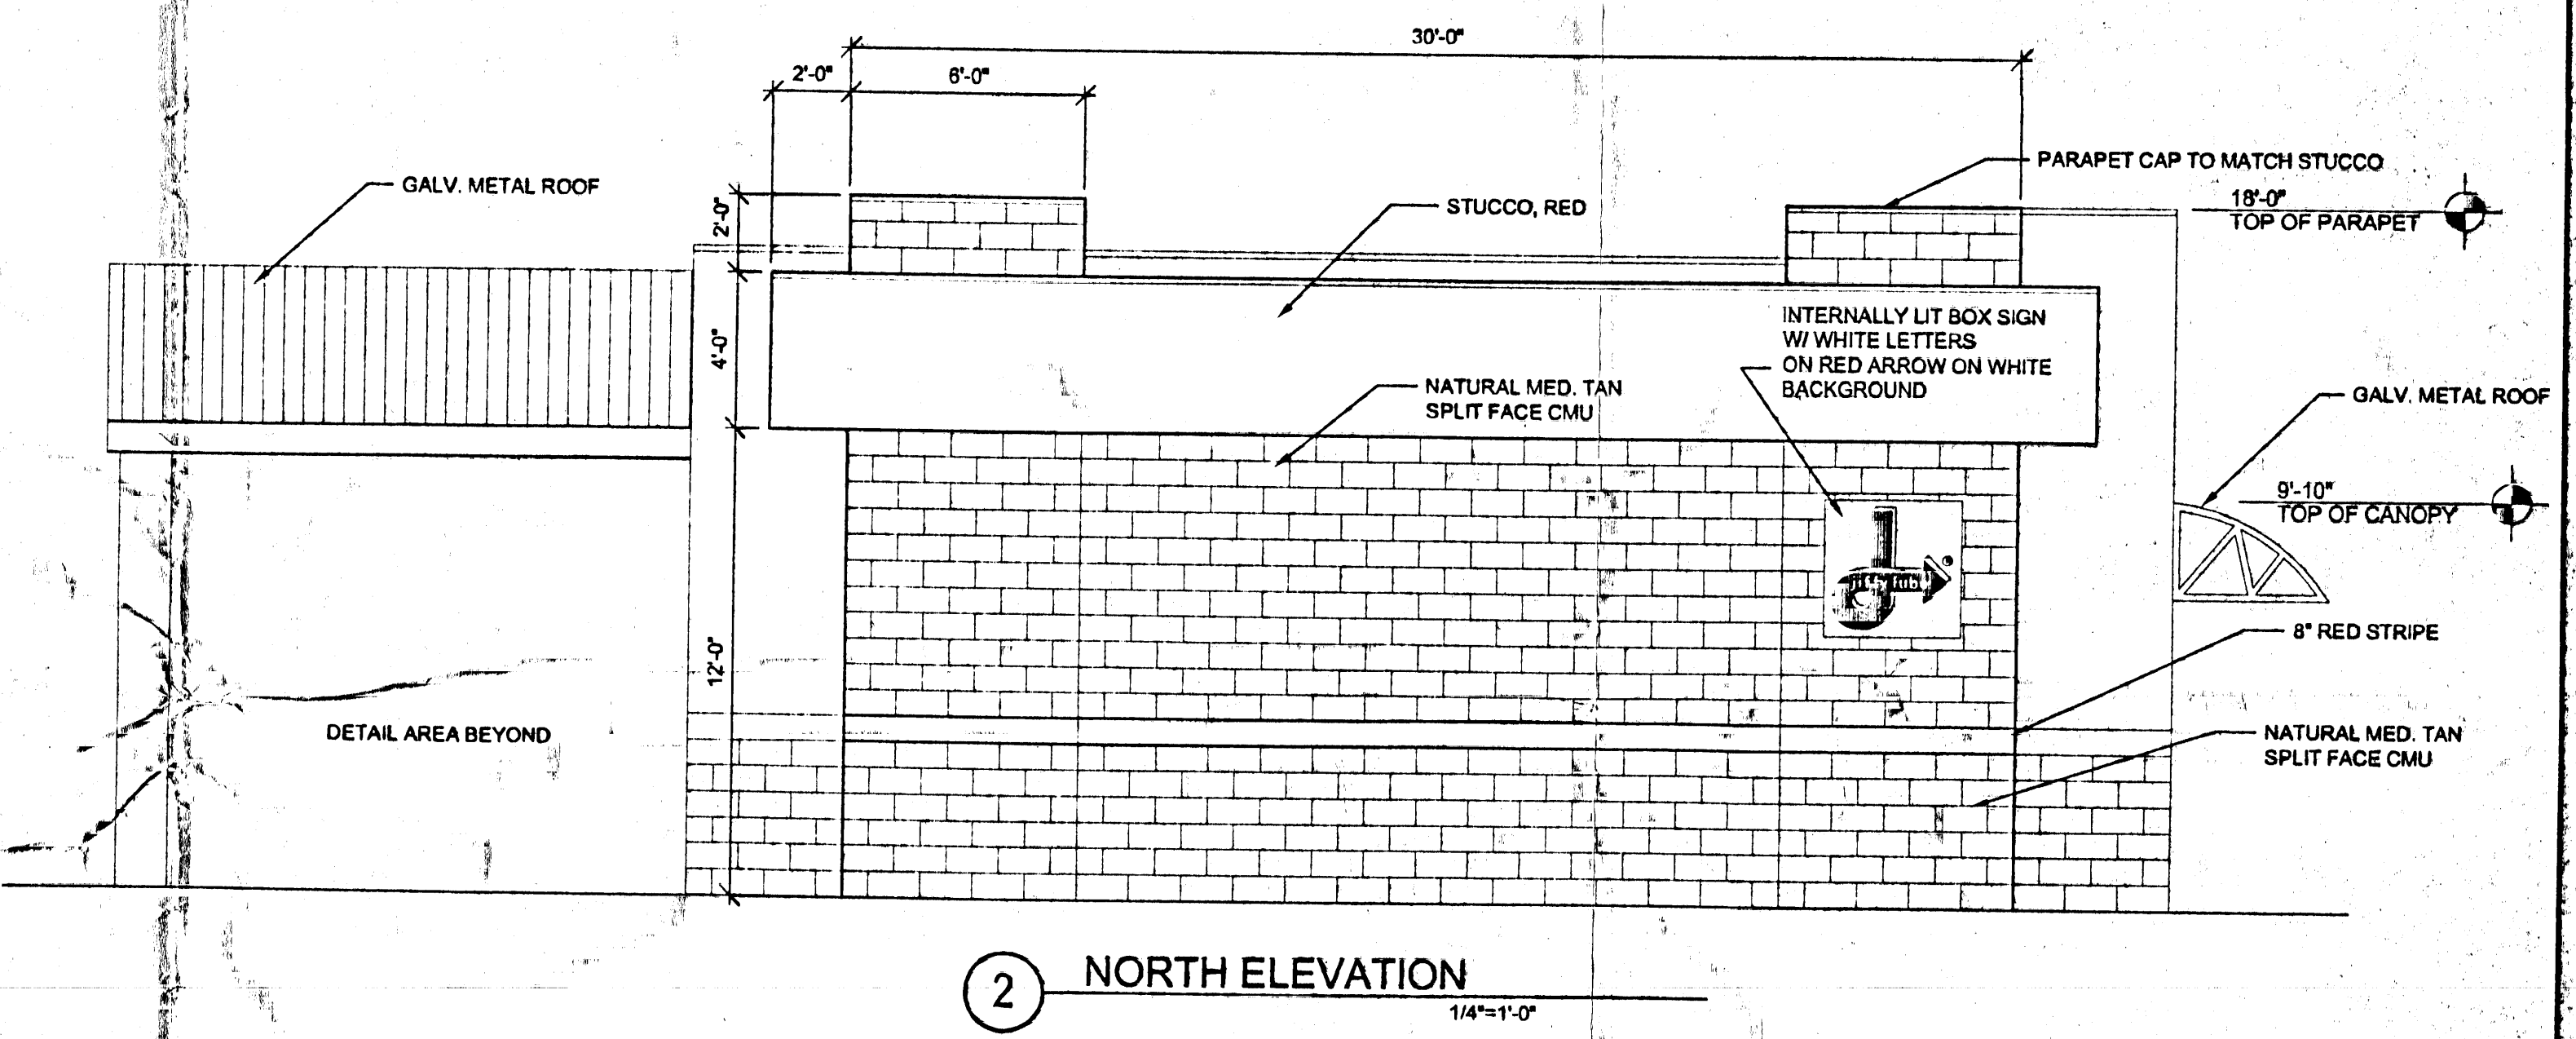 30'-0"
2'-0"
6'-0"
PARAPET CAP TO MATCH STUCCO
GALV. METAL ROOF
18'-0"
TOP OF PARAPET
2'-0"
STUCCO, RED
4'-0"
INTERNALLY LIT BOX SIGN
W/ WHITE LETTERS
ON RED ARROW ON WHITE
BACKGROUND
NATURAL MED. TAN
SPLIT FACE CMU
GALV. METAL ROOF
9'-10"
TOP OF CANOPY
8" RED STRIPE
12'-0"
DETAIL AREA BEYOND
NATURAL MED. TAN
SPLIT FACE CMU
2
NORTH ELEVATION
1/4"=1'-0"